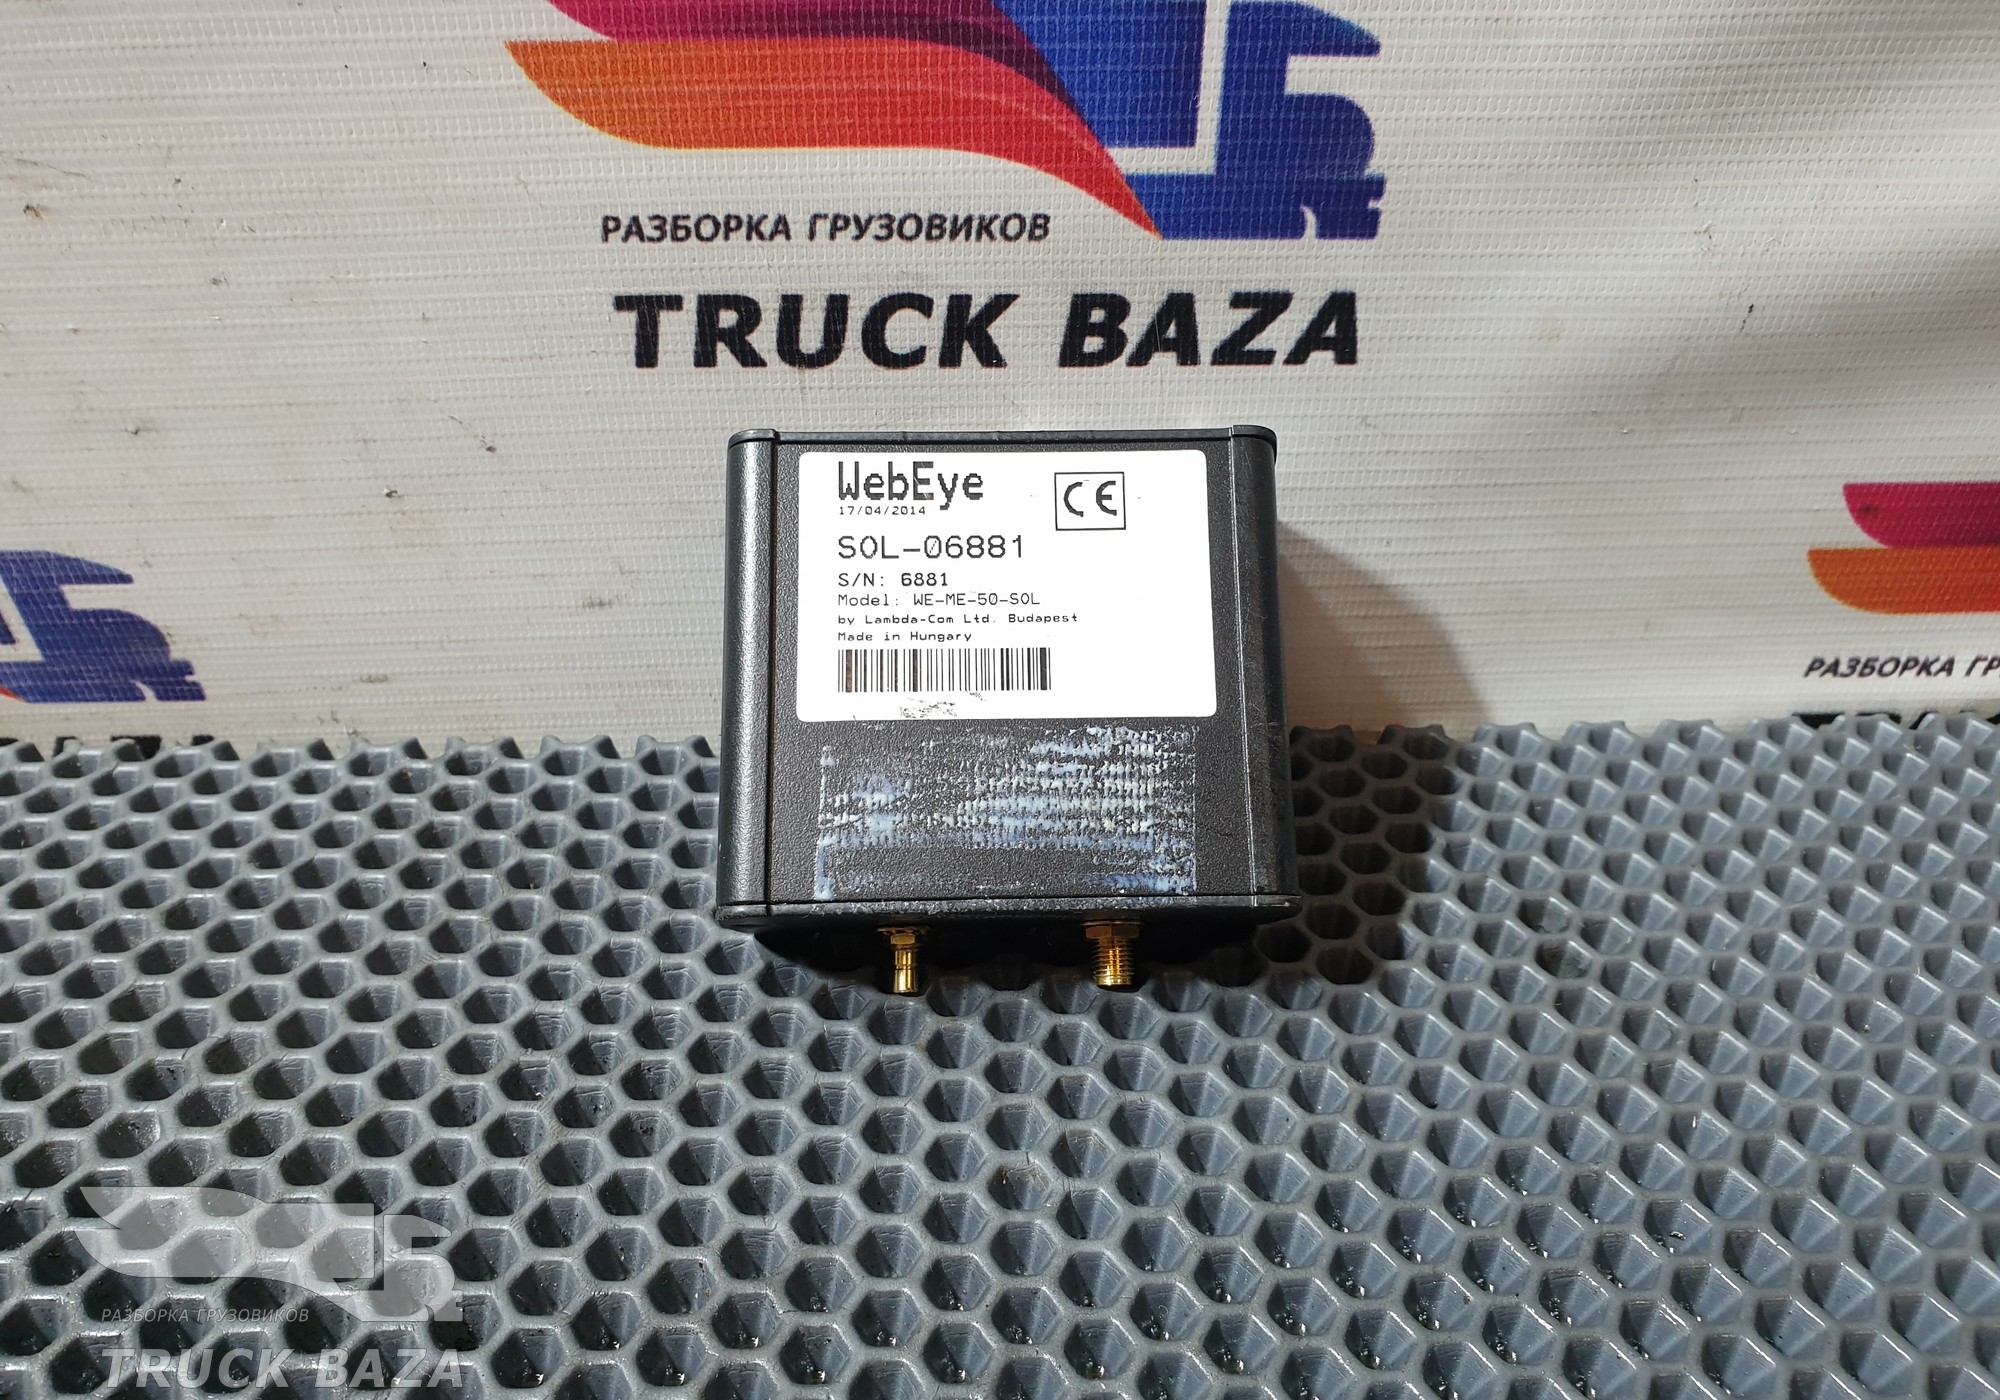 РАЗБОРКА ГРУЗОВИКОВ
TRUCK BAZA
WebEye
17/04/2014
CE
SOL-06881
S/N: 6881
Model: WE-ME-50-SOL
by Lambda-Com Ltd. Budapest
Made in Hungary
РАЗБОРКА ГР
РАЗБОРКА ГРУЗОВИКОВ
TRUCK BAZA